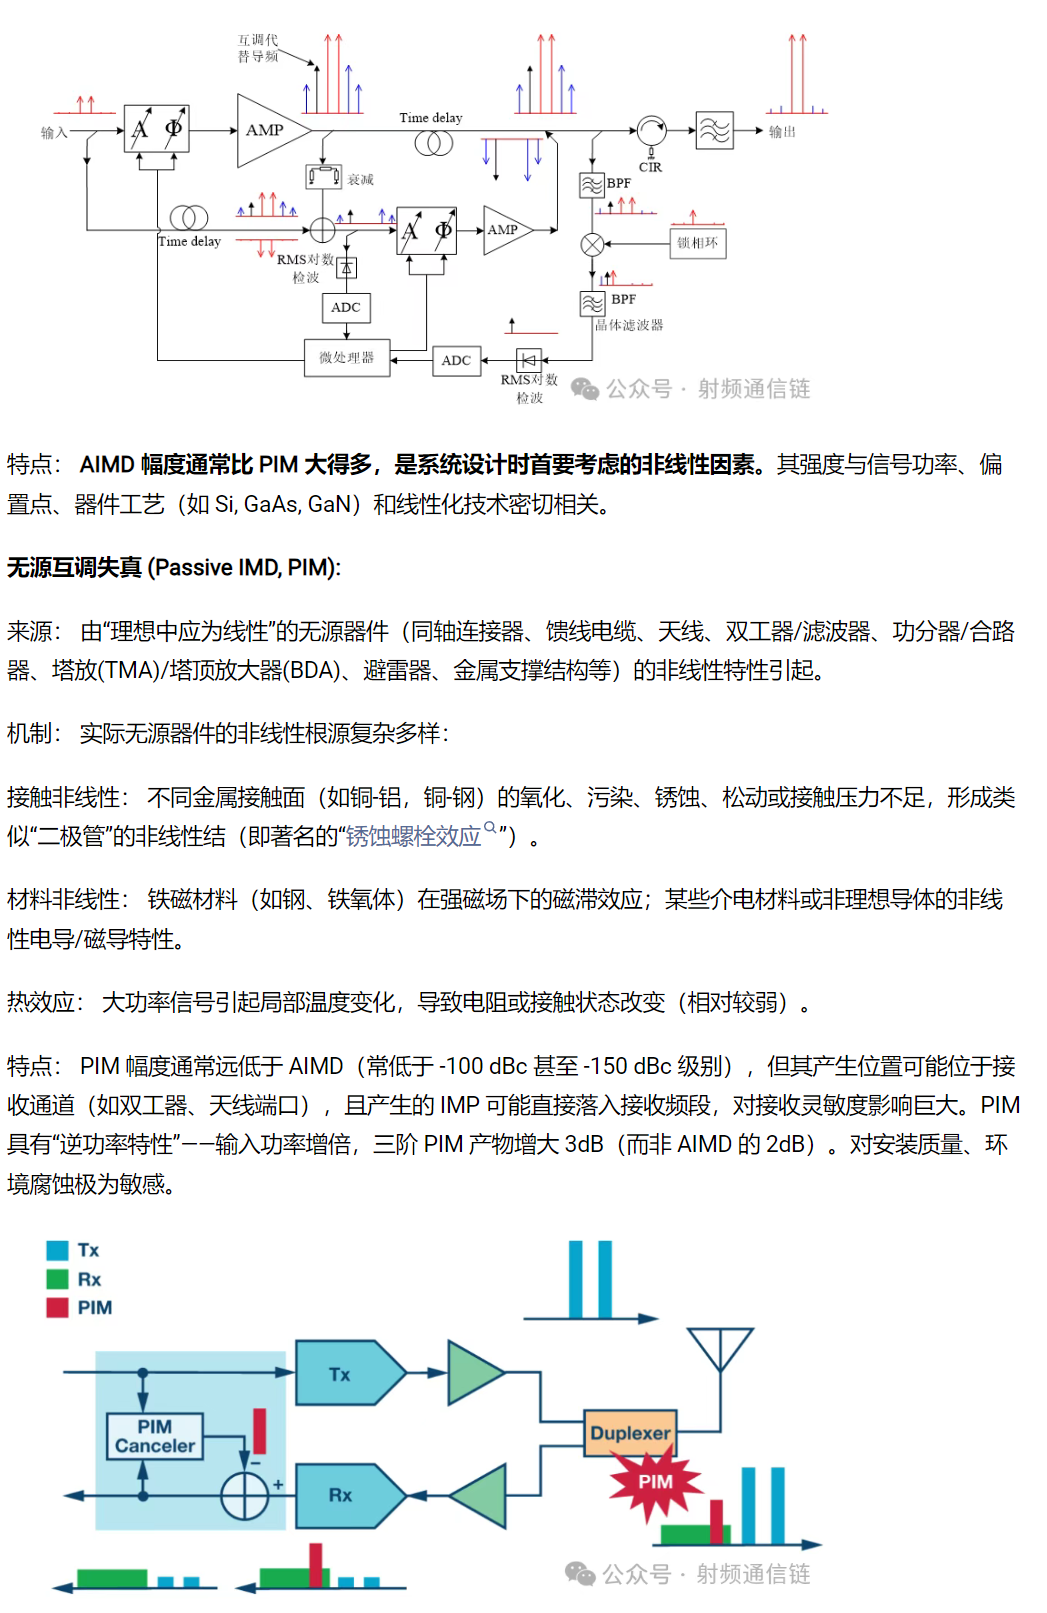 互调代
替导频
输入
A Φ
AMP
Time delay
CIR
输出
衰减
BPF
Time delay
A Φ
AMP
锁相环
RMS对数
检波
ADC
BPF
晶体滤波器
微处理器
ADC
RMS对数
检波
公众号 · 射频通信链
特点： AIMD 幅度通常比 PIM 大得多，是系统设计时首要考虑的非线性因素。其强度与信号功率、偏
置点、器件工艺（如 Si, GaAs, GaN）和线性化技术密切相关。
无源互调失真 (Passive IMD, PIM):
来源： 由“理想中应为线性”的无源器件（同轴连接器、馈线电缆、天线、双工器/滤波器、功分器/合路
器、塔放(TMA)/塔顶放大器(BDA)、避雷器、金属支撑结构等）的非线性特性引起。
机制： 实际无源器件的非线性根源复杂多样：
接触非线性： 不同金属接触面（如铜-铝，铜-钢）的氧化、污染、锈蚀、松动或接触压力不足，形成类
似“二极管”的非线性结（即著名的“锈蚀螺栓效应”）。
材料非线性： 铁磁材料（如钢、铁氧体）在强磁场下的磁滞效应；某些介电材料或非理想导体的非线
性电导/磁导特性。
热效应： 大功率信号引起局部温度变化，导致电阻或接触状态改变（相对较弱）。
特点： PIM 幅度通常远低于 AIMD（常低于 -100 dBc 甚至 -150 dBc 级别），但其产生位置可能位于接
收通道（如双工器、天线端口），且产生的 IMP 可能直接落入接收频段，对接收灵敏度影响巨大。PIM
具有“逆功率特性”——输入功率增倍，三阶 PIM 产物增大 3dB（而非 AIMD 的 2dB）。对安装质量、环
境腐蚀极为敏感。
Tx
Rx
PIM
Tx
PIM
Canceler
−
+
Rx
Duplexer
PIM
公众号 · 射频通信链